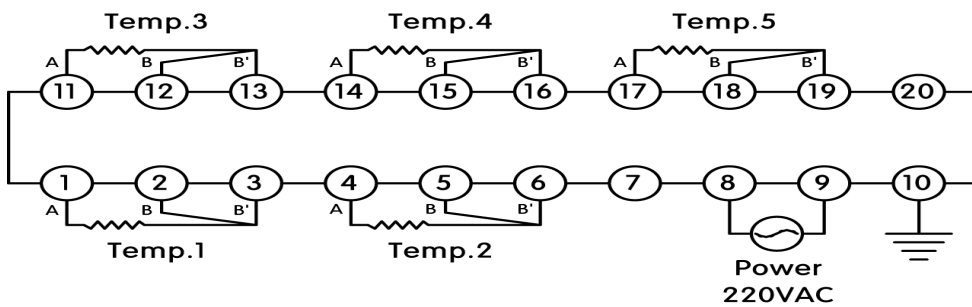 Temp.3 Temp.4 Temp.5
A B B' A B B' A B B'
11 12 13 14 15 16 17 18 19 20
1 2 3 4 5 6 7 8 9 10
A B B' A B B'
Temp.1 Temp.2
Power
220VAC